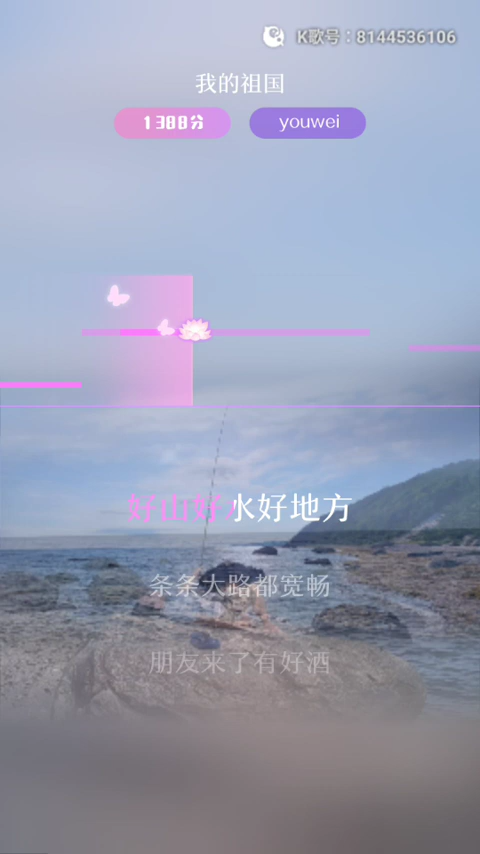 K歌号：8144536106
我的祖国
1388分
youwei
好山好水好地方
条条大路都宽畅
朋友来了有好酒